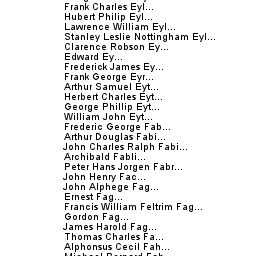 Frank Charles Eyl...
Hubert Philip Eyl...
Lawrence William Eyl...
Stanley Leslie Nottingham Eyl...
Clarence Robson Ey...
Edward Ey...
Frederick James Ey...
Frank George Eyr...
Arthur Samuel Eyt...
Herbert Charles Eyt...
George Phillip Eyt...
William John Eyt...
Frederic George Fab...
Arthur Douglas Fabi...
John Charles Ralph Fabi...
Archibald Fabli...
Peter Hans Jorgen Fabr...
John Henry Fac...
John Alphege Fag...
Ernest Fag...
Francis William Feltrim Fag...
Gordon Fag...
James Harold Fag...
Thomas Charles Fa...
Alphonsus Cecil Fah...
Michael Bernard Fah...